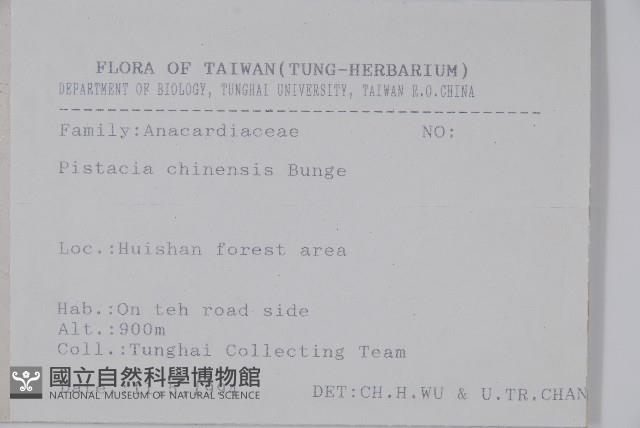 FLORA OF TAIWAN(TUNG-HERBARIUM)
DEPARTMENT OF BIOLOGY, TUNGHAI UNIVERSITY, TAIWAN R.O.CHINA
Family:Anacardiaceae NO:
Pistacia chinensis Bunge
Loc.:Huishan forest area
Hab.:On teh road side
Alt.:900m
Coll.:Tunghai Collecting Team
DET:CH.H.WU & U.TR.CHAN
國立自然科學博物館
NATIONAL MUSEUM OF NATURAL SCIENCE